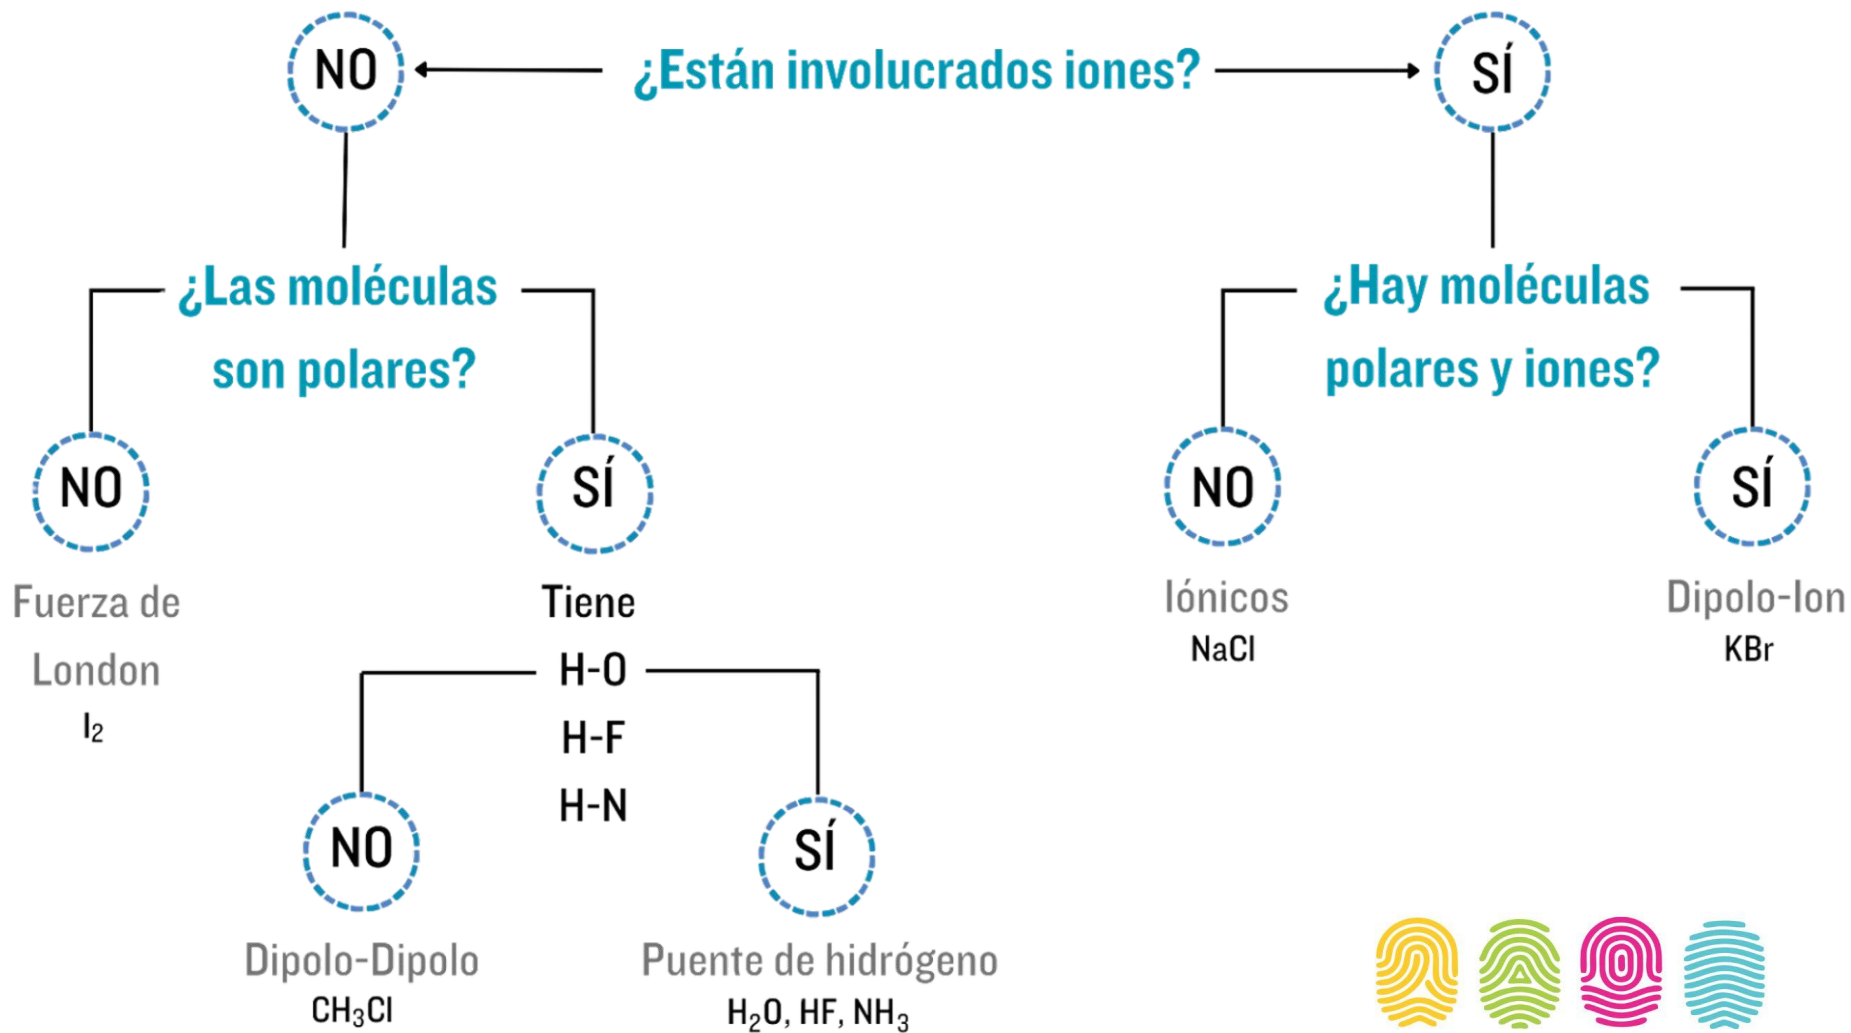 NO
¿Están involucrados iones?
SÍ
¿Las moléculas
son polares?
¿Hay moléculas
polares y iones?
NO
SÍ
NO
SÍ
Fuerza de
London
I₂
Tiene
H-O
H-F
H-N
Iónicos
NaCl
Dipolo-Ion
KBr
NO
SÍ
Dipolo-Dipolo
CH₃Cl
Puente de hidrógeno
H₂O, HF, NH₃